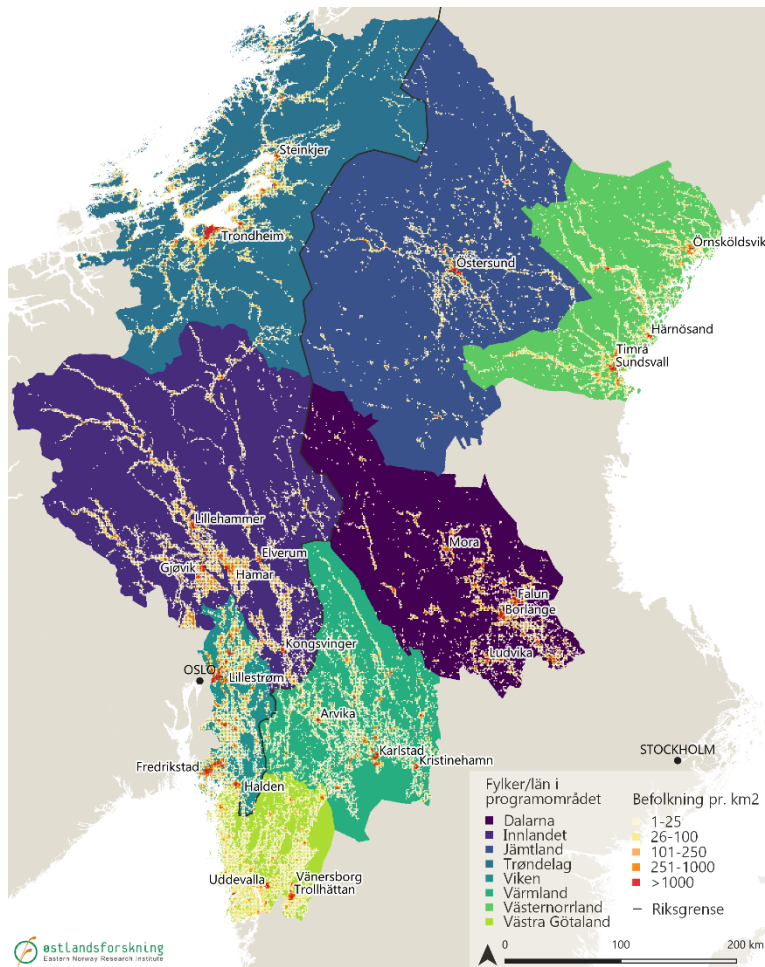 Steinkjer
Trondheim
Östersund
Örnsköldsvik
Härnösand
Timrå
Sundsvall
Lillehammer
Mora
Elverum
Gjøvik
Hamar
Falun
Borlänge
Kongsvinger
Ludvika
OSLO
Lillestrøm
Arvika
Karlstad
STOCKHOLM
Kristinehamn
Fredrikstad
Halden
Uddevalla
Vänersborg
Trollhättan
Fylker/län i
programområdet
Dalarna
Innlandet
Jämtland
Trøndelag
Viken
Värmland
Västernorrland
Västra Götaland
Befolkning pr. km2
1-25
26-100
101-250
251-1000
>1000
Riksgrense
0 100 200 km
østlandsforskning
Eastern Norway Research Institute